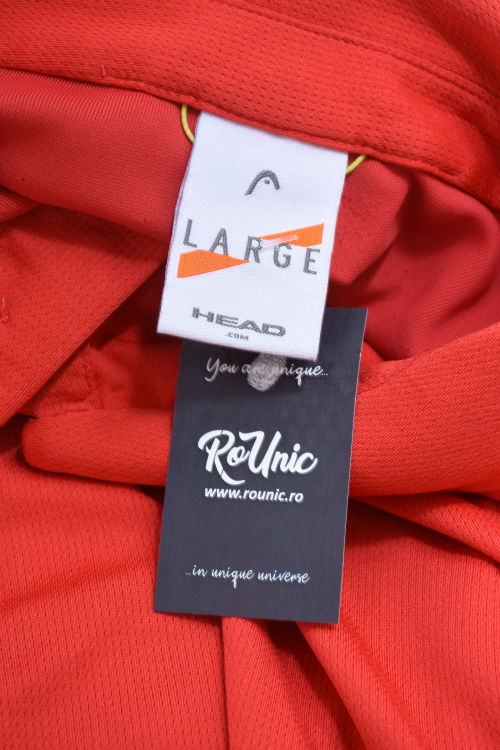 LARGE
HEAD
.COM
You are unique...
RoUnic
www.rounic.ro
...in unique universe